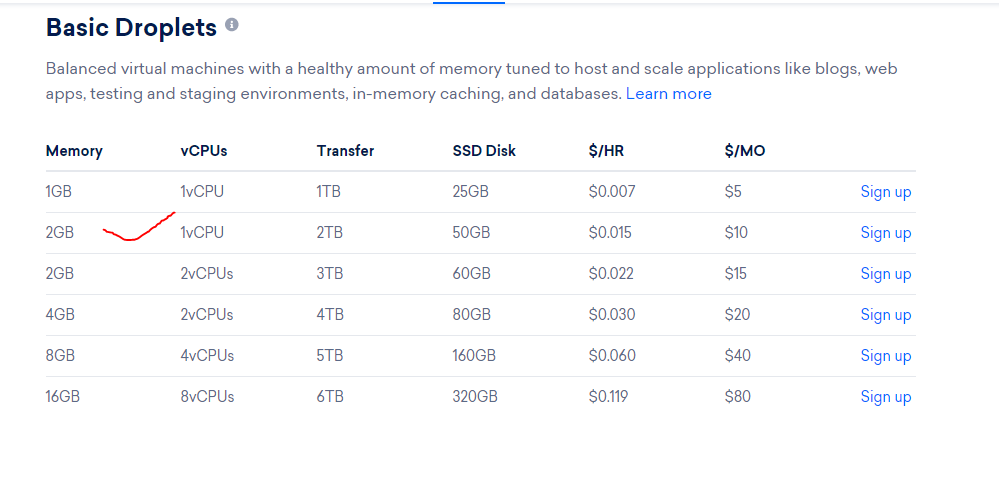 Basic Droplets
Balanced virtual machines with a healthy amount of memory tuned to host and scale applications like blogs, web
apps, testing and staging environments, in-memory caching, and databases. Learn more
Memory vCPUs Transfer SSD Disk $/HR $/MO
1GB 1vCPU 1TB 25GB $0.007 $5 Sign up
2GB 1vCPU 2TB 50GB $0.015 $10 Sign up
2GB 2vCPUs 3TB 60GB $0.022 $15 Sign up
4GB 2vCPUs 4TB 80GB $0.030 $20 Sign up
8GB 4vCPUs 5TB 160GB $0.060 $40 Sign up
16GB 8vCPUs 6TB 320GB $0.119 $80 Sign up